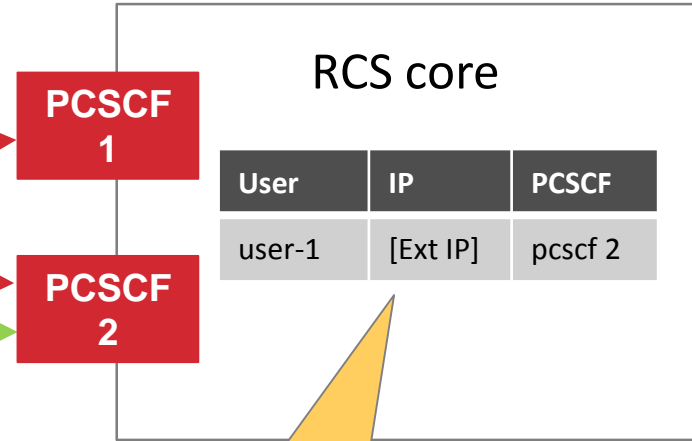 RCS core
PCSCF
1
User IP PCSCF
user-1 [Ext IP] pcscf 2
PCSCF
2